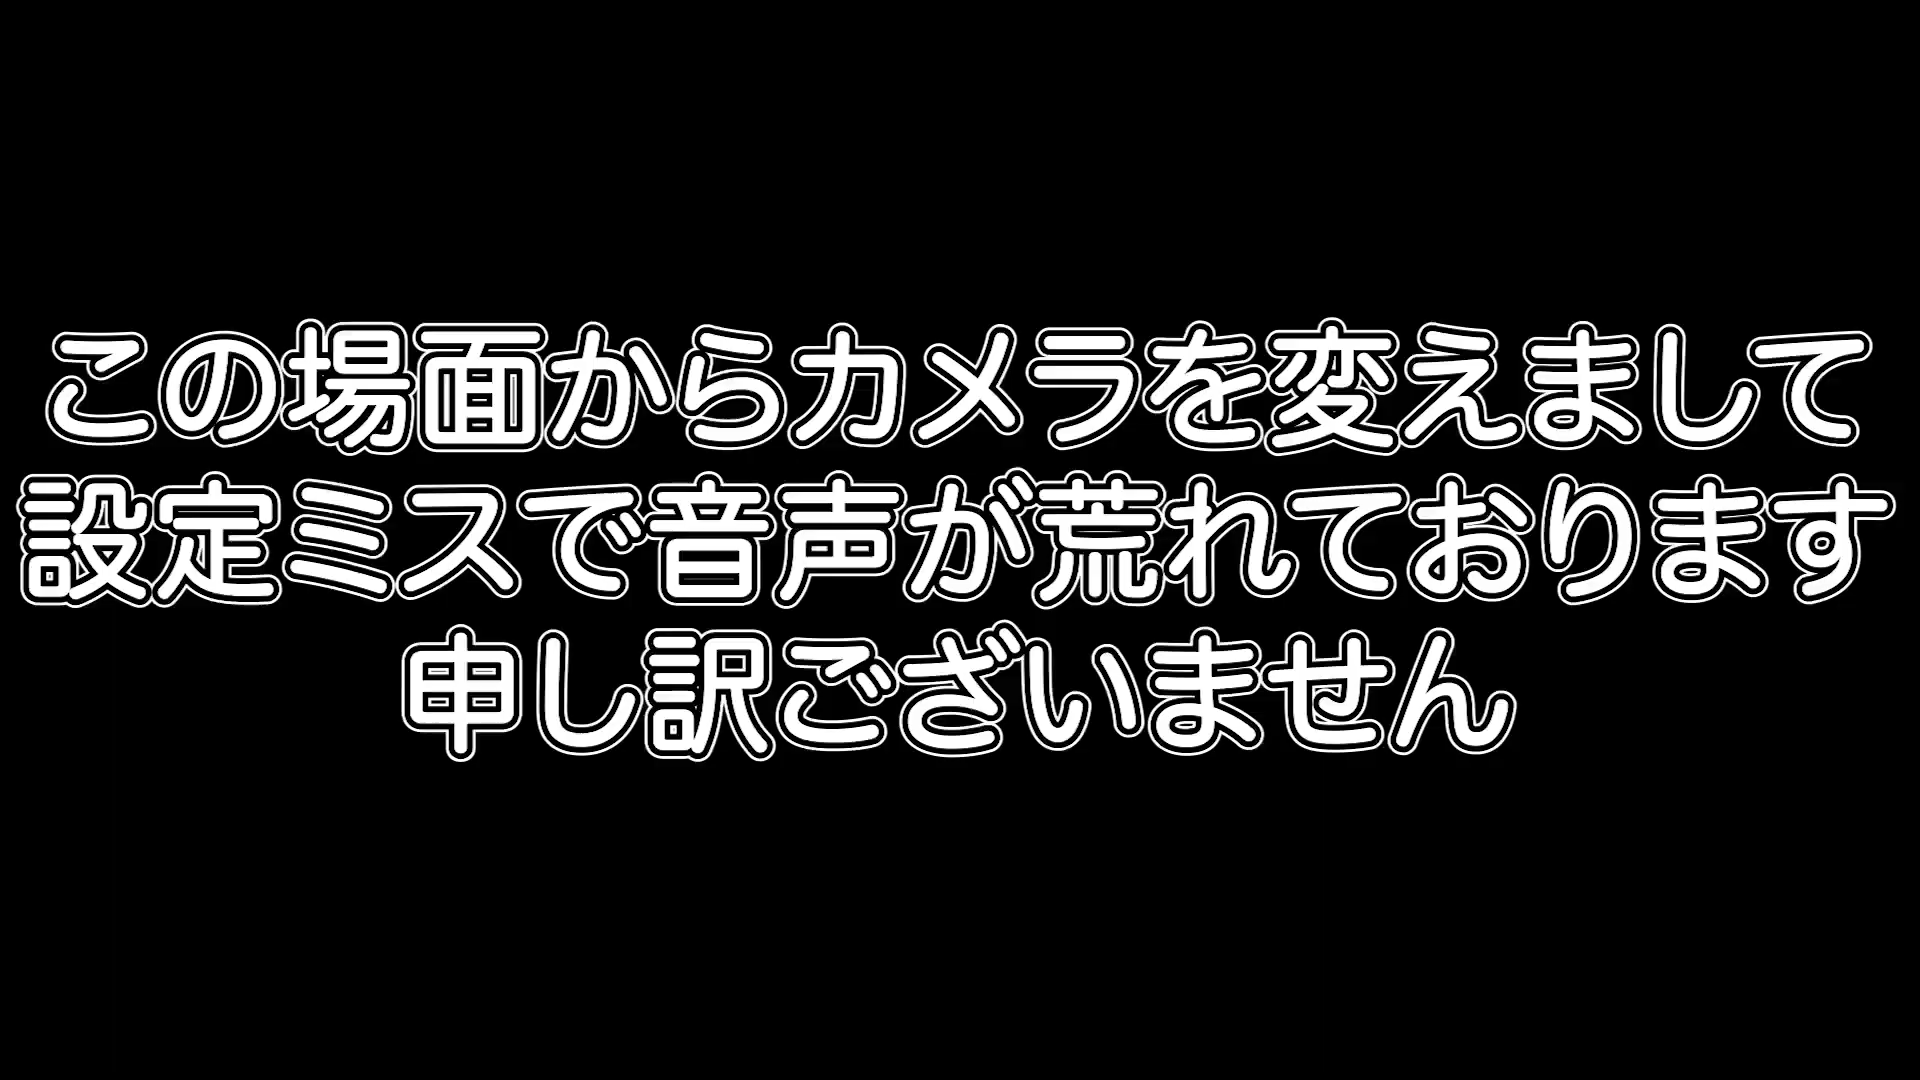 この場面からカメラを変えまして
設定ミスで音声が荒れております
申し訳ございません